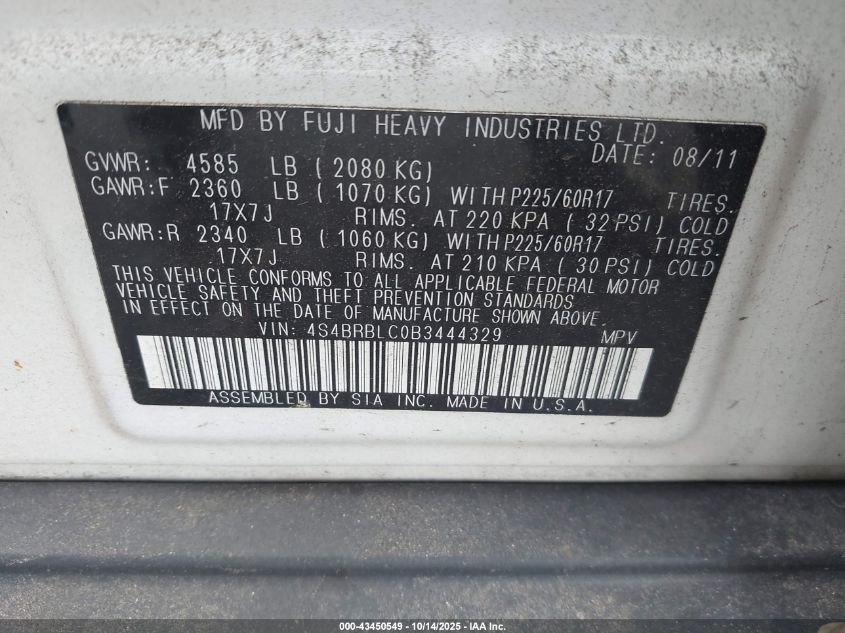 MFD BY FUJI HEAVY INDUSTRIES LTD.
DATE: 08/11
GVWR: 4585 LB ( 2080 KG)
GAWR:F 2360 LB ( 1070 KG) WITH P225/60R17 TIRES.
17X7J RIMS. AT 220 KPA ( 32 PSI) COLD
GAWR:R 2340 LB ( 1060 KG) WITH P225/60R17 TIRES.
17X7J RIMS. AT 210 KPA ( 30 PSI) COLD
THIS VEHICLE CONFORMS TO ALL APPLICABLE FEDERAL MOTOR
VEHICLE SAFETY AND THEFT PREVENTION STANDARDS
IN EFFECT ON THE DATE OF MANUFACTURE SHOWN ABOVE.
VIN: 4S4BRBLC0B3444329 MPV
ASSEMBLED BY SIA INC. MADE IN U.S.A.
000-43450549 - 10/14/2025 - IAA Inc.